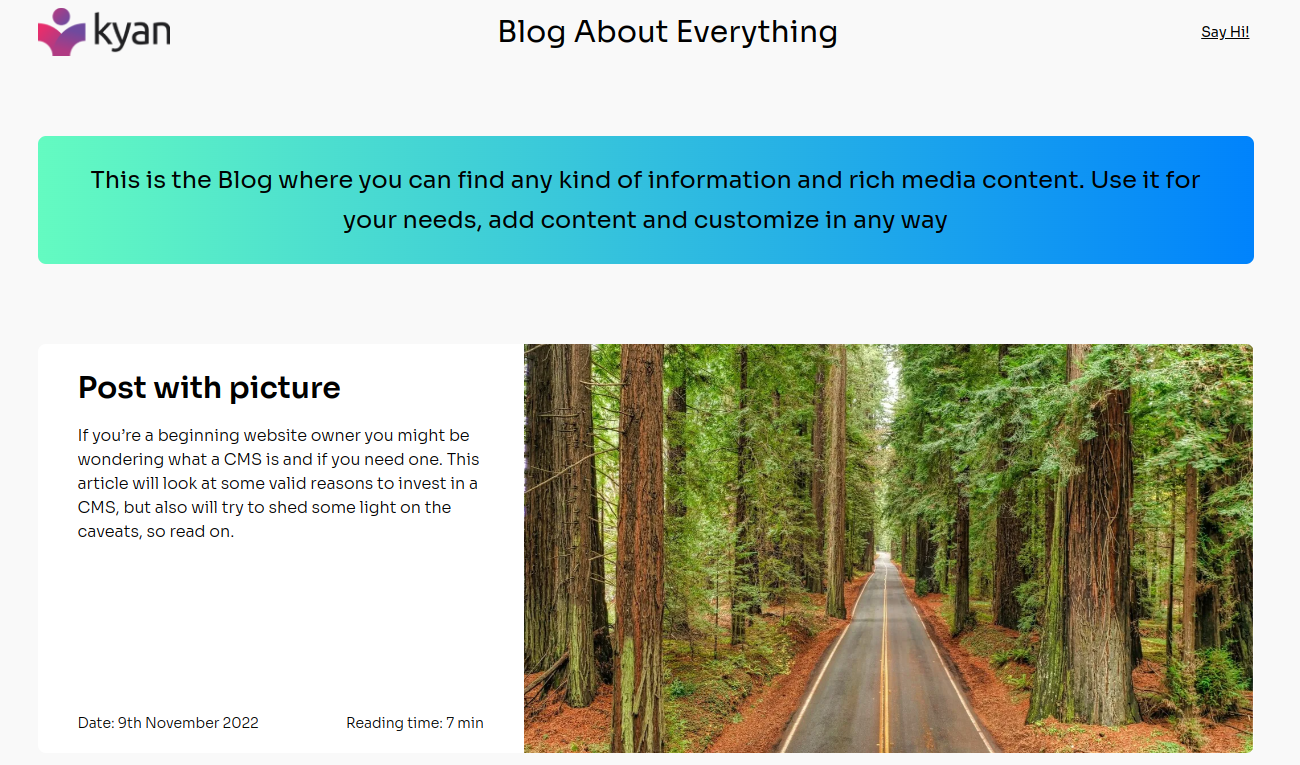 kyan
Blog About Everything
Say Hi!
This is the Blog where you can find any kind of information and rich media content. Use it for
your needs, add content and customize in any way
Post with picture
If you’re a beginning website owner you might be
wondering what a CMS is and if you need one. This
article will look at some valid reasons to invest in a
CMS, but also will try to shed some light on the
caveats, so read on.
Date: 9th November 2022
Reading time: 7 min